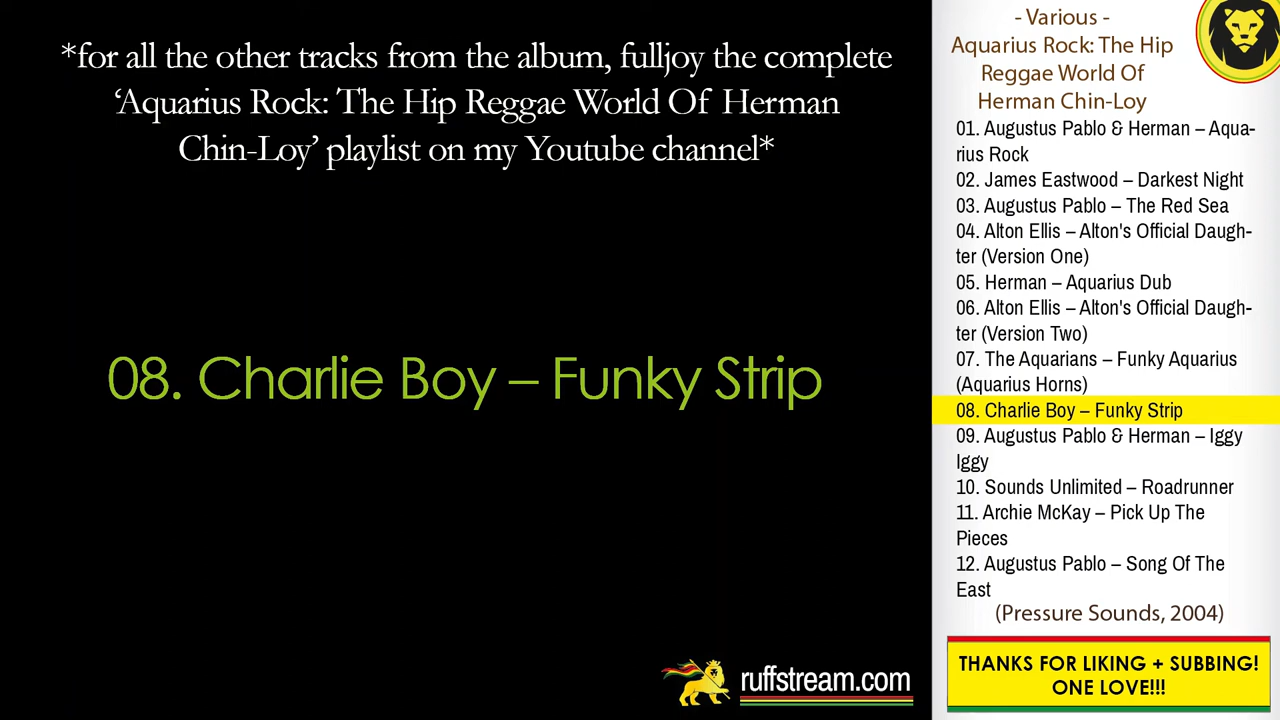 *for all the other tracks from the album, fulljoy the complete
‘Aquarius Rock: The Hip Reggae World Of Herman
Chin-Loy’ playlist on my Youtube channel*
08. Charlie Boy – Funky Strip
ruffstream.com
- Various -
Aquarius Rock: The Hip
Reggae World Of
Herman Chin-Loy
01. Augustus Pablo & Herman – Aqua-
rius Rock
02. James Eastwood – Darkest Night
03. Augustus Pablo – The Red Sea
04. Alton Ellis – Alton's Official Daugh-
ter (Version One)
05. Herman – Aquarius Dub
06. Alton Ellis – Alton's Official Daugh-
ter (Version Two)
07. The Aquarians – Funky Aquarius
(Aquarius Horns)
08. Charlie Boy – Funky Strip
09. Augustus Pablo & Herman – Iggy
Iggy
10. Sounds Unlimited – Roadrunner
11. Archie McKay – Pick Up The
Pieces
12. Augustus Pablo – Song Of The
East
(Pressure Sounds, 2004)
THANKS FOR LIKING + SUBBING!
ONE LOVE!!!